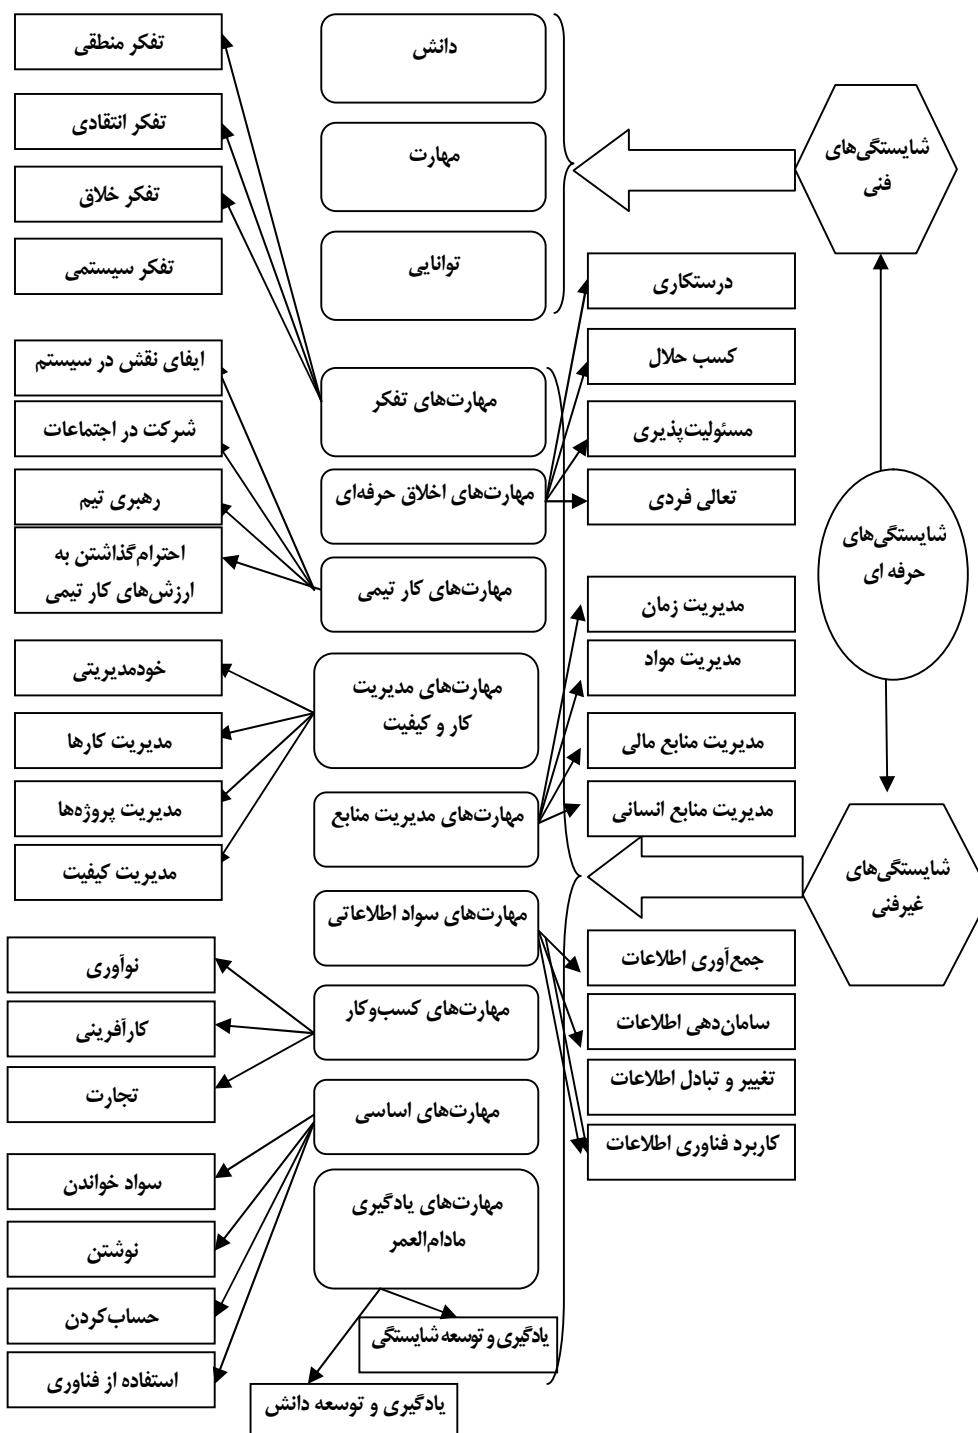 شایستگی‌های
حرفه ای
شایستگی‌های
فنی
دانش
مهارت
توانایی
شایستگی‌های
غیرفنی
مهارت‌های تفکر
تفکر منطقی
تفکر انتقادی
تفکر خلاق
تفکر سیستمی
مهارت‌های اخلاق حرفه‌ای
درستکاری
کسب حلال
مسئولیت‌پذیری
تعالی فردی
مهارت‌های کار تیمی
ایفای نقش در سیستم
شرکت در اجتماعات
رهبری تیم
احترام‌گذاشتن به
ارزش‌های کار تیمی
مهارت‌های مدیریت
کار و کیفیت
خودمدیریتی
مدیریت کارها
مدیریت پروژه‌ها
مدیریت کیفیت
مهارت‌های مدیریت منابع
مدیریت زمان
مدیریت مواد
مدیریت منابع مالی
مدیریت منابع انسانی
مهارت‌های سواد اطلاعاتی
جمع‌آوری اطلاعات
سامان‌دهی اطلاعات
تغییر و تبادل اطلاعات
کاربرد فناوری اطلاعات
مهارت‌های کسب‌وکار
نوآوری
کارآفرینی
تجارت
مهارت‌های اساسی
سواد خواندن
نوشتن
حساب‌کردن
استفاده از فناوری
مهارت‌های یادگیری
مادام‌العمر
یادگیری و توسعه شایستگی
یادگیری و توسعه دانش